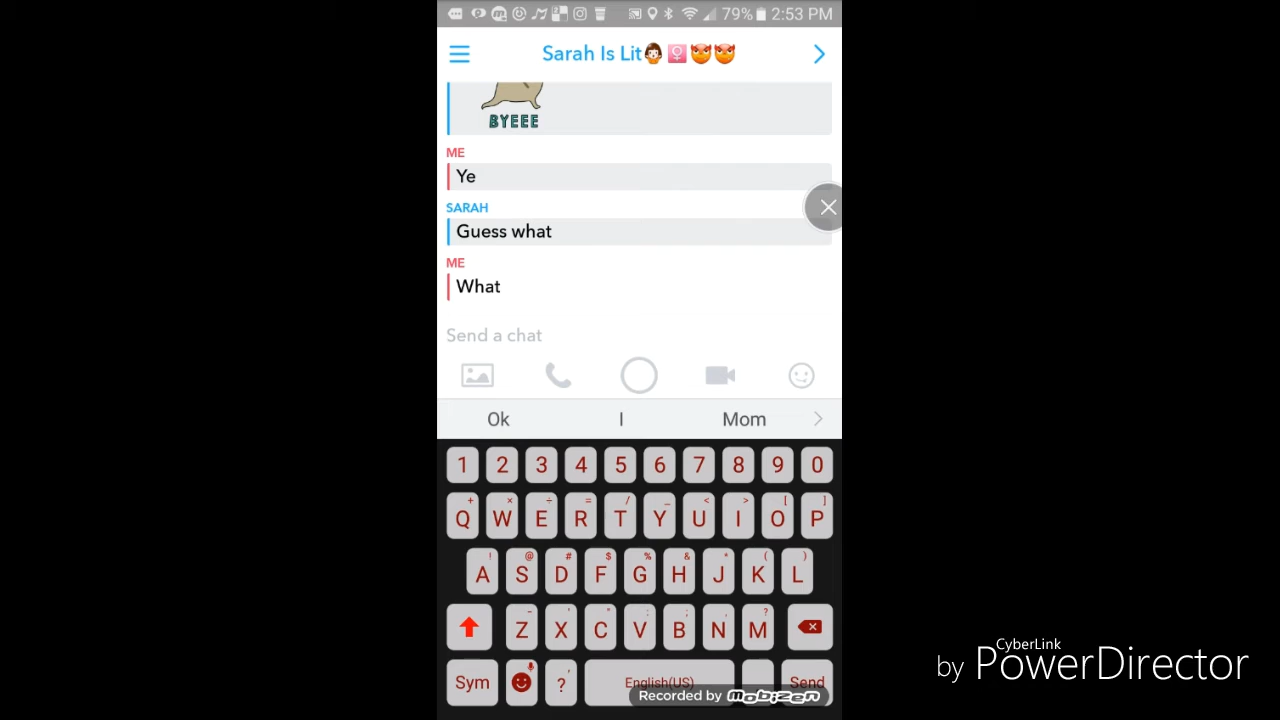 79% 2:53 PM
Sarah Is Lit
BYEEE
ME
Ye
SARAH
Guess what
ME
What
Send a chat
Ok I Mom
1 2 3 4 5 6 7 8 9 0
Q W E R T Y U I O P
A S D F G H J K L
Z X C V B N M
Sym ? English(US) Send
Recorded by mobizen
CyberLink
by PowerDirector